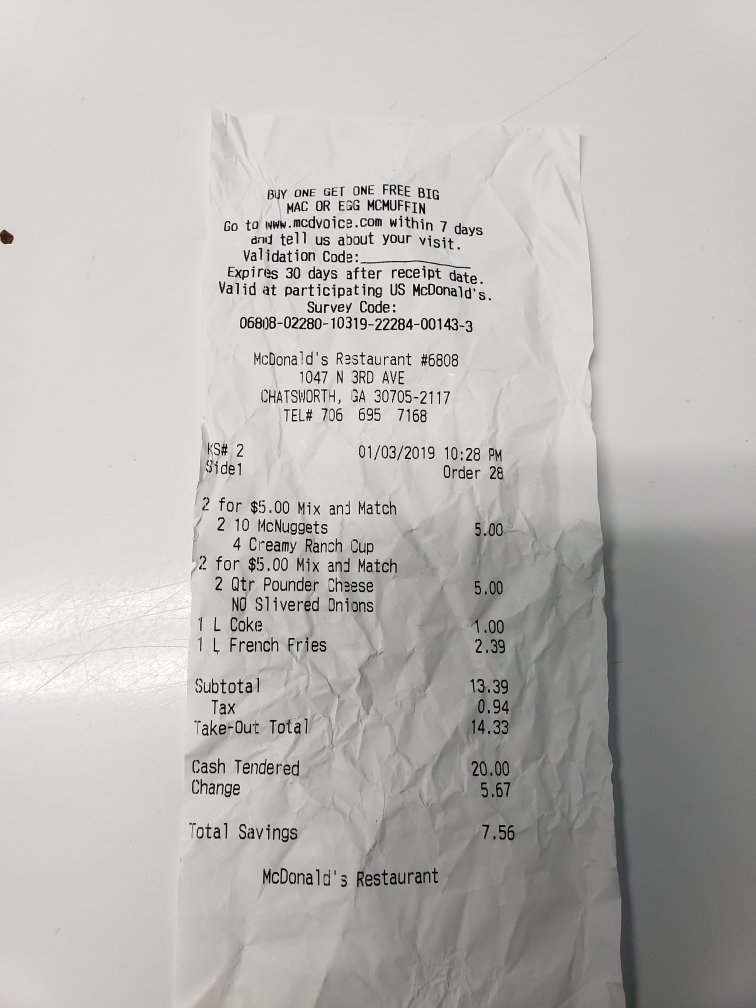 BUY ONE GET ONE FREE BIG
MAC OR EGG MCMUFFIN
Go to www.mcdvoice.com within 7 days
and tell us about your visit.
Validation Code:____________
Expires 30 days after receipt date.
Valid at participating US McDonald's.
Survey Code:
06808-02280-10319-22284-00143-3
McDonald's Restaurant #6808
1047 N 3RD AVE
CHATSWORTH, GA 30705-2117
TEL# 706 695 7168
KS# 2 01/03/2019 10:28 PM
Side1 Order 28
2 for $5.00 Mix and Match
2 10 McNuggets 5.00
4 Creamy Ranch Cup
2 for $5.00 Mix and Match
2 Qtr Pounder Cheese 5.00
NO Slivered Onions
1 L Coke 1.00
1 L French Fries 2.39
Subtotal 13.39
Tax 0.94
Take-Out Total 14.33
Cash Tendered 20.00
Change 5.67
Total Savings 7.56
McDonald's Restaurant